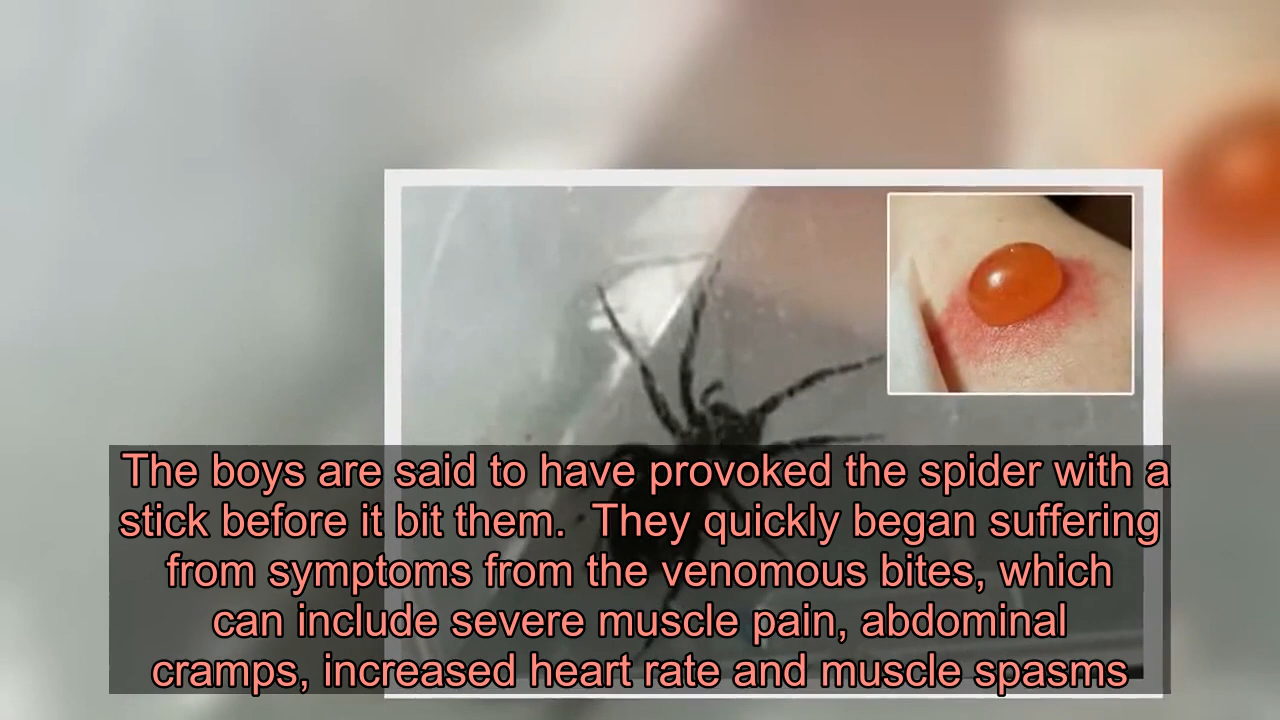 The boys are said to have provoked the spider with a
stick before it bit them.  They quickly began suffering
from symptoms from the venomous bites, which
can include severe muscle pain, abdominal
cramps, increased heart rate and muscle spasms